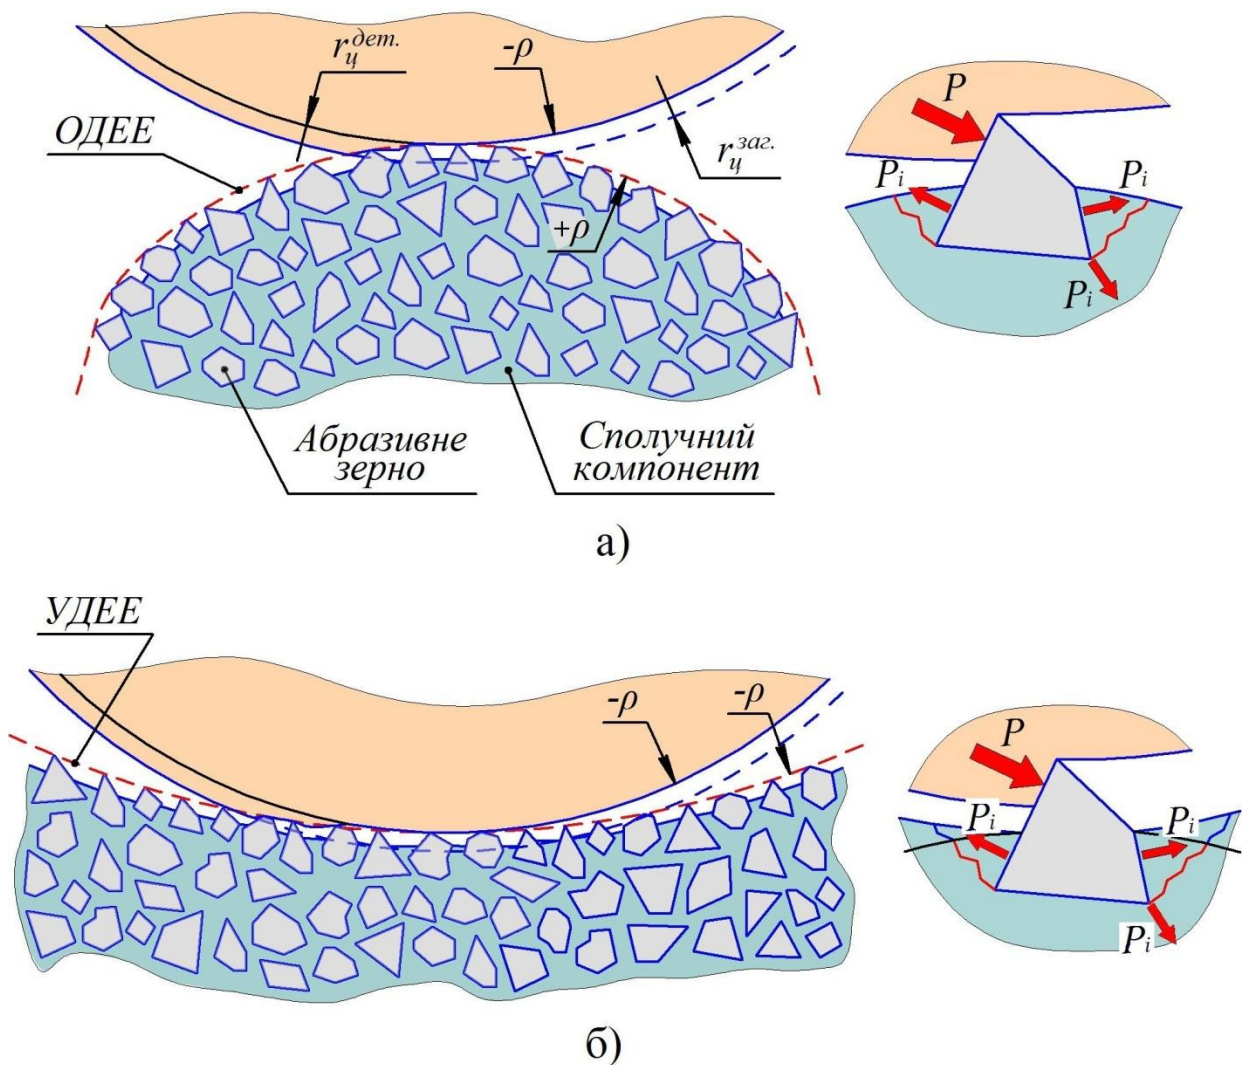 r_ц^дет.
-ρ
ОДЕЕ
r_ц^заг.
+ρ
Абразивне
зерно
Сполучний
компонент
P
P_i
P_i
P_i
а)
УДЕЕ
-ρ
-ρ
P
P_i
P_i
P_i
б)